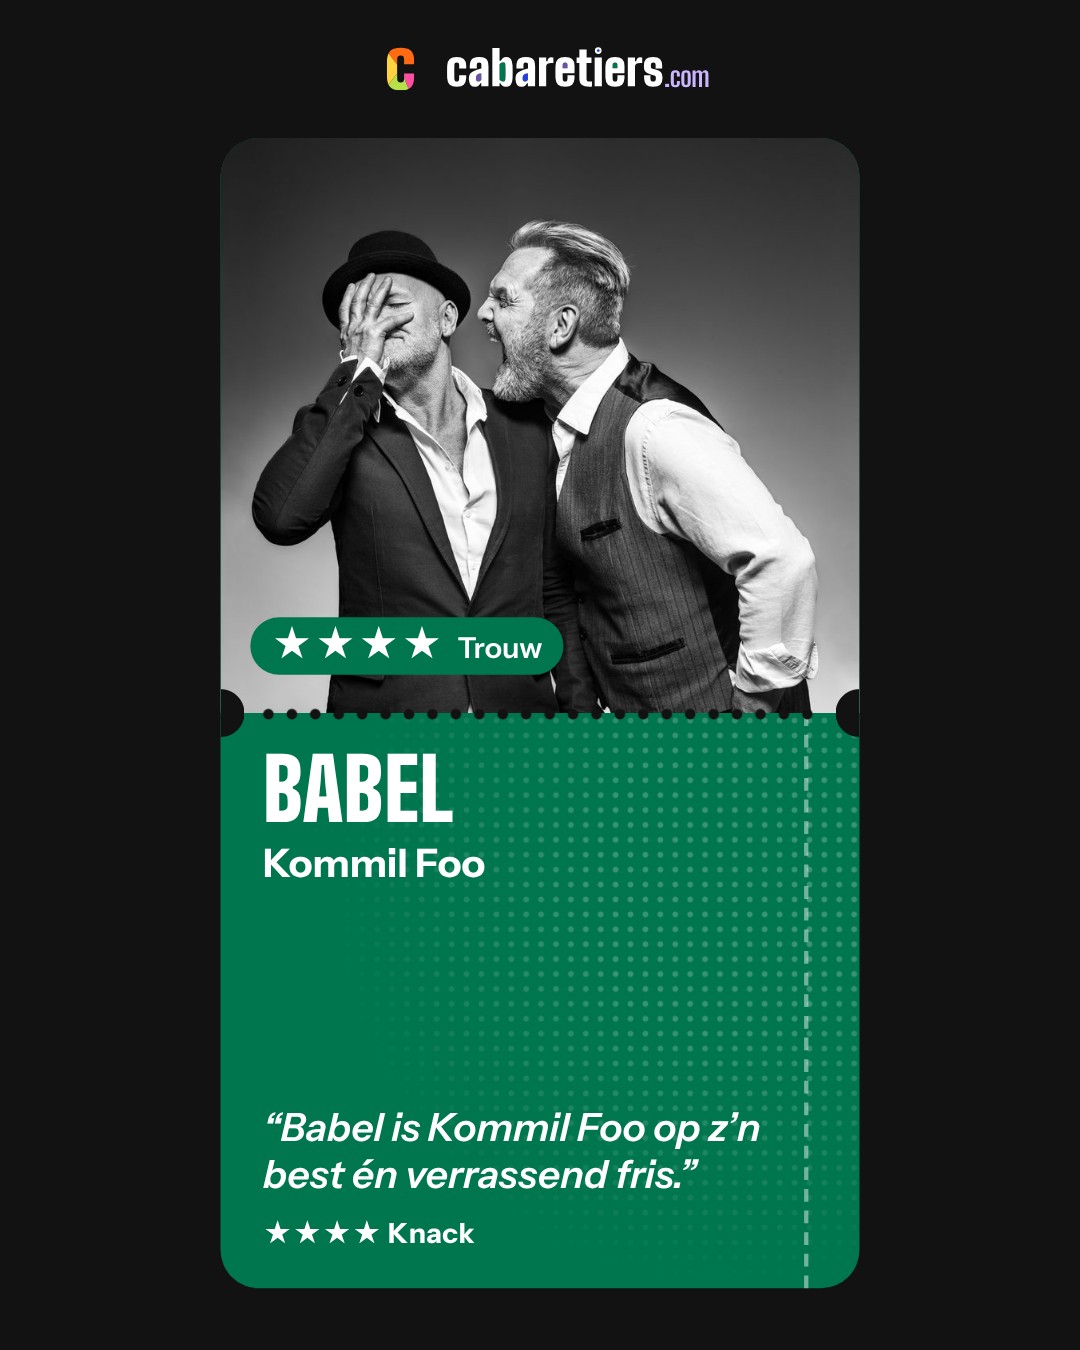 cabaretiers.com
★★★★ Trouw
BABEL
Kommil Foo
“Babel is Kommil Foo op z’n
best én verrassend fris.”
★★★★ Knack